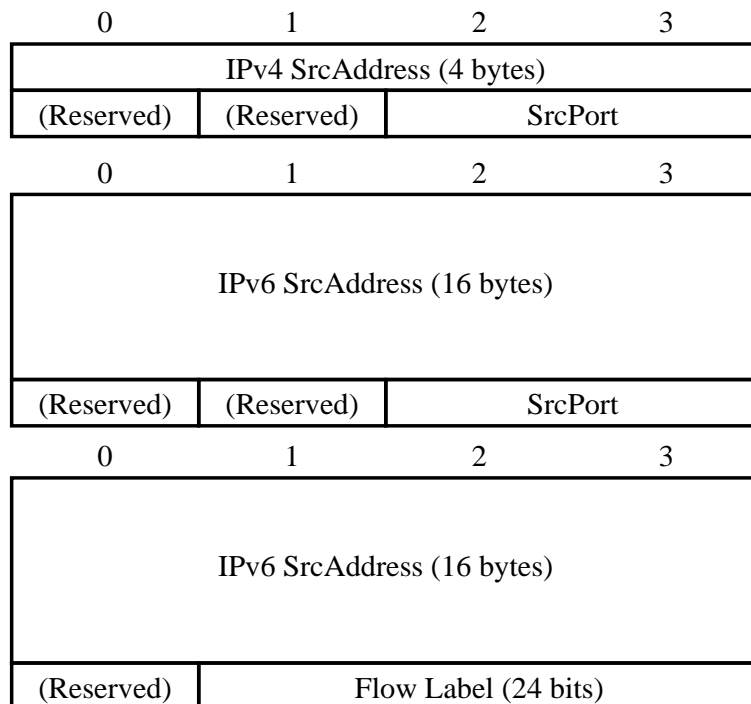 0 1 2 3
IPv4 SrcAddress (4 bytes)
(Reserved) (Reserved) SrcPort
0 1 2 3
IPv6 SrcAddress (16 bytes)
(Reserved) (Reserved) SrcPort
0 1 2 3
IPv6 SrcAddress (16 bytes)
(Reserved) Flow Label (24 bits)